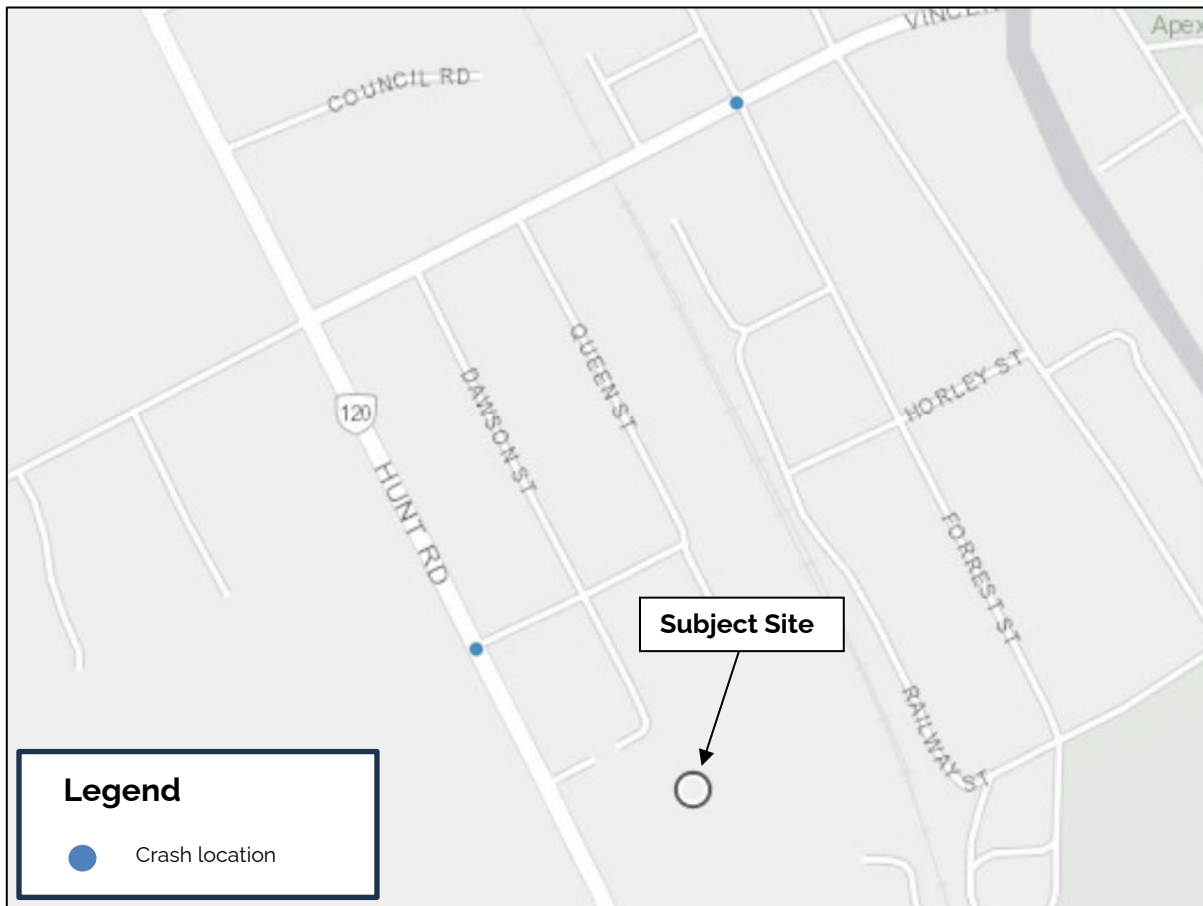 VINCEN
Apex
COUNCIL RD
QUEEN ST
DAWSON ST
HORLEY ST
120
HUNT RD
FORREST ST
Subject Site
RAILWAY ST
Legend
Crash location